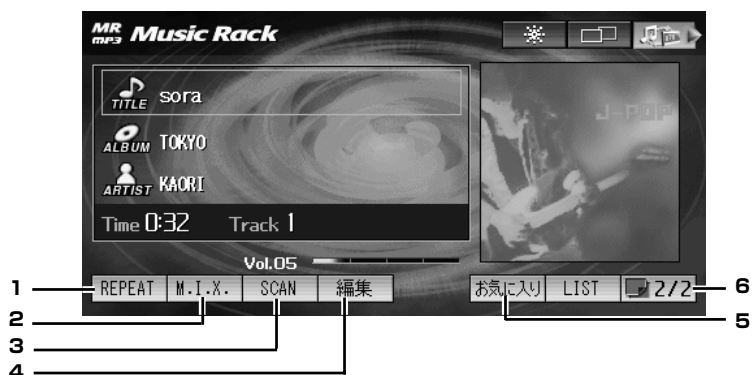 MR mp3 Music Rack
TITLE sora
ALBUM TOKYO
ARTIST KAORI
J-POP
Time 0:32 Track 1
Vol.05
REPEAT M.I.X. SCAN 編集 お気に入り LIST 2/2
1
2
3
4
5
6